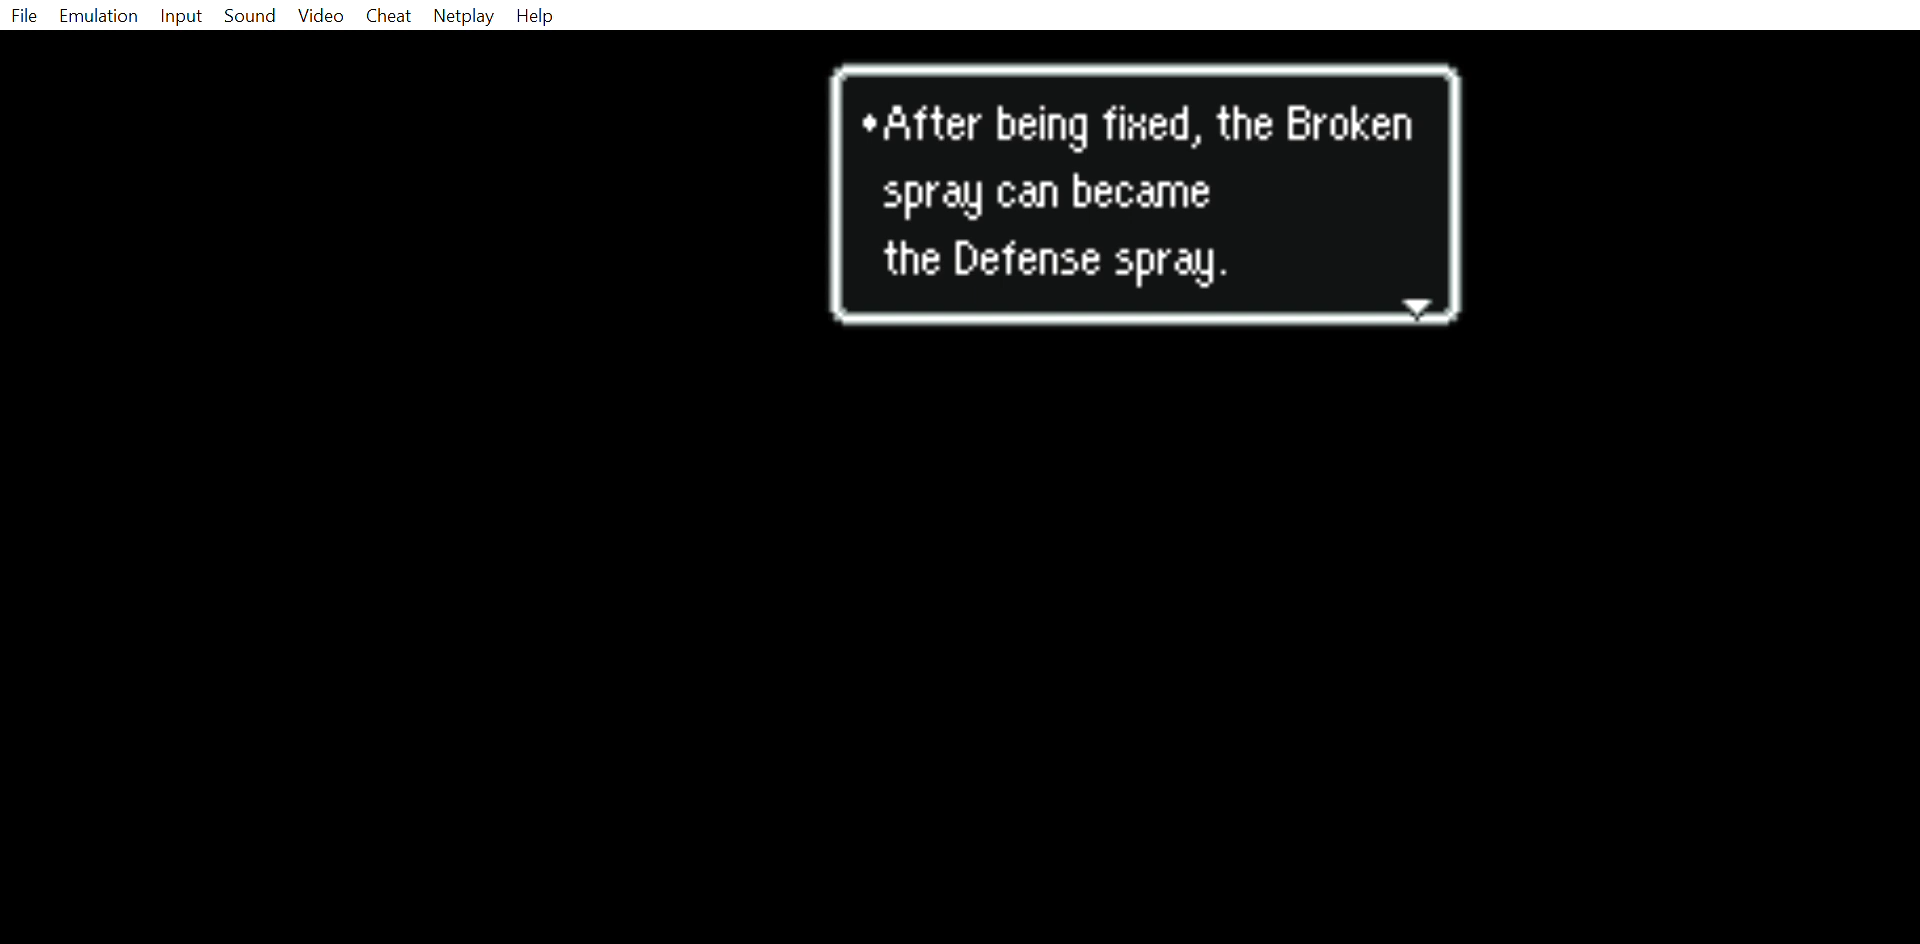 File Emulation Input Sound Video Cheat Netplay Help
•After being fixed, the Broken
spray can became
the Defense spray.